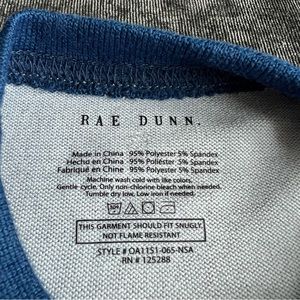 RAE DUNN.
Made in China · 95% Polyester 5% Spandex
Hecho en China · 95% Polyester 5% Spandex
Fabriqué en China · 95% Polyester 5% Spandex
Machine wash cold with like colors.
Gentle cycle. Only non-chlorine bleach when needed.
Tumble dry low. Low iron if needed.
THIS GARMENT SHOULD FIT SNUGLY.
NOT FLAME RESISTANT
STYLE # OA1151-065-NSA
RN # 125288